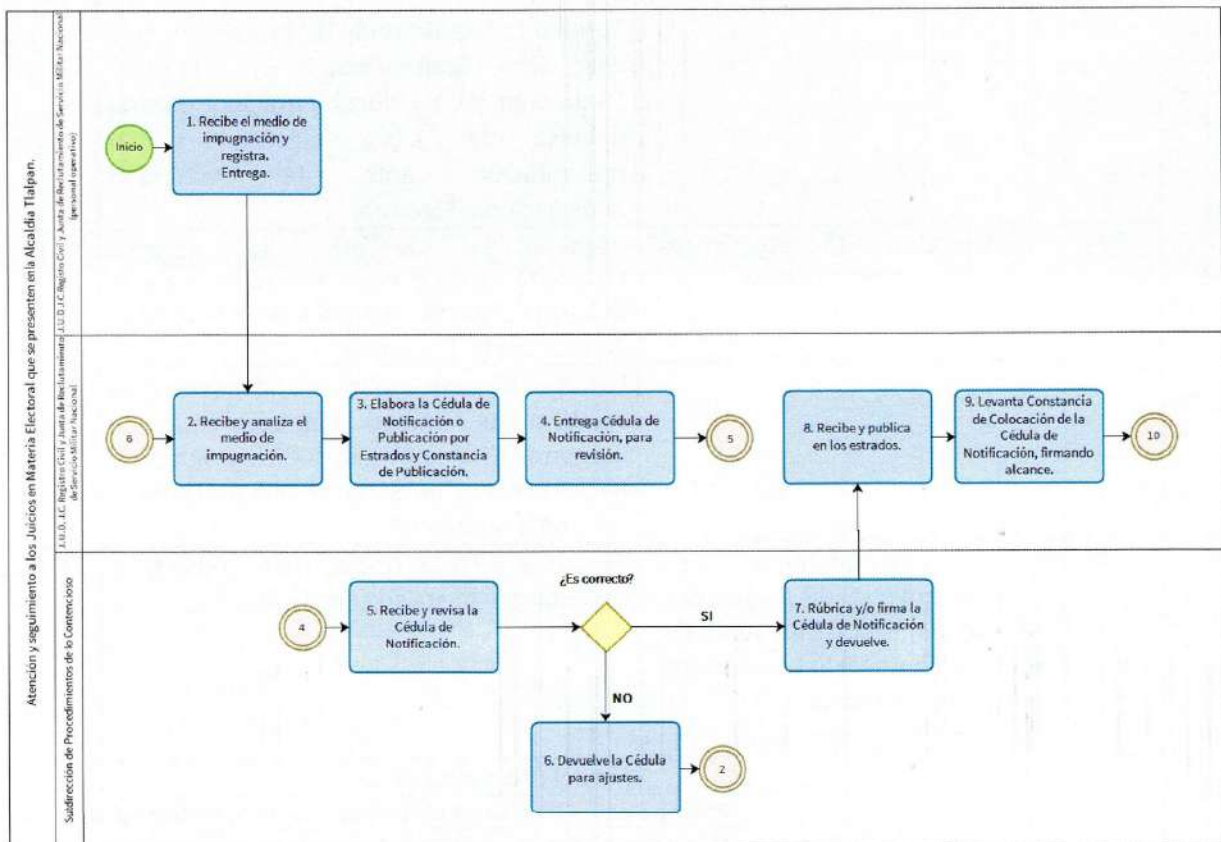 Atención y seguimiento a los Juicios en Materia Electoral que se presenten en la Alcaldía Tlalpan.
J.U.D J.C.Registro Civil y Junta de Reclutamiento de Servicio Militar Nacional
(personal operativo)
Inicio
1. Recibe el medio de
impugnación y
registra.
Entrega.
J.U.D. J.C. Registro Civil y Junta de Reclutamiento
de Servicio Militar Nacional
6
2. Recibe y analiza el
medio de
impugnación.
3. Elabora la Cédula de
Notificación o
Publicación por
Estrados y Constancia
de Publicación.
4. Entrega Cédula de
Notificación, para
revisión.
5
8. Recibe y publica
en los estrados.
9. Levanta Constancia
de Colocación de la
Cédula de
Notificación, firmando
alcance.
10
Subdirección de Procedimientos de lo Contencioso
4
5. Recibe y revisa la
Cédula de
Notificación.
¿Es correcto?
SI
7. Rúbrica y/o firma la
Cédula de Notificación
y devuelve.
NO
6. Devuelve la Cédula
para ajustes.
2